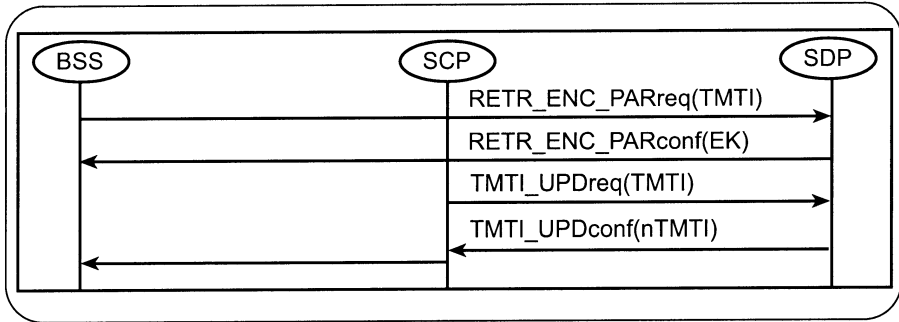 BSS SCP SDP
RETR_ENC_PARreq(TMTI)
RETR_ENC_PARconf(EK)
TMTI_UPDreq(TMTI)
TMTI_UPDconf(nTMTI)